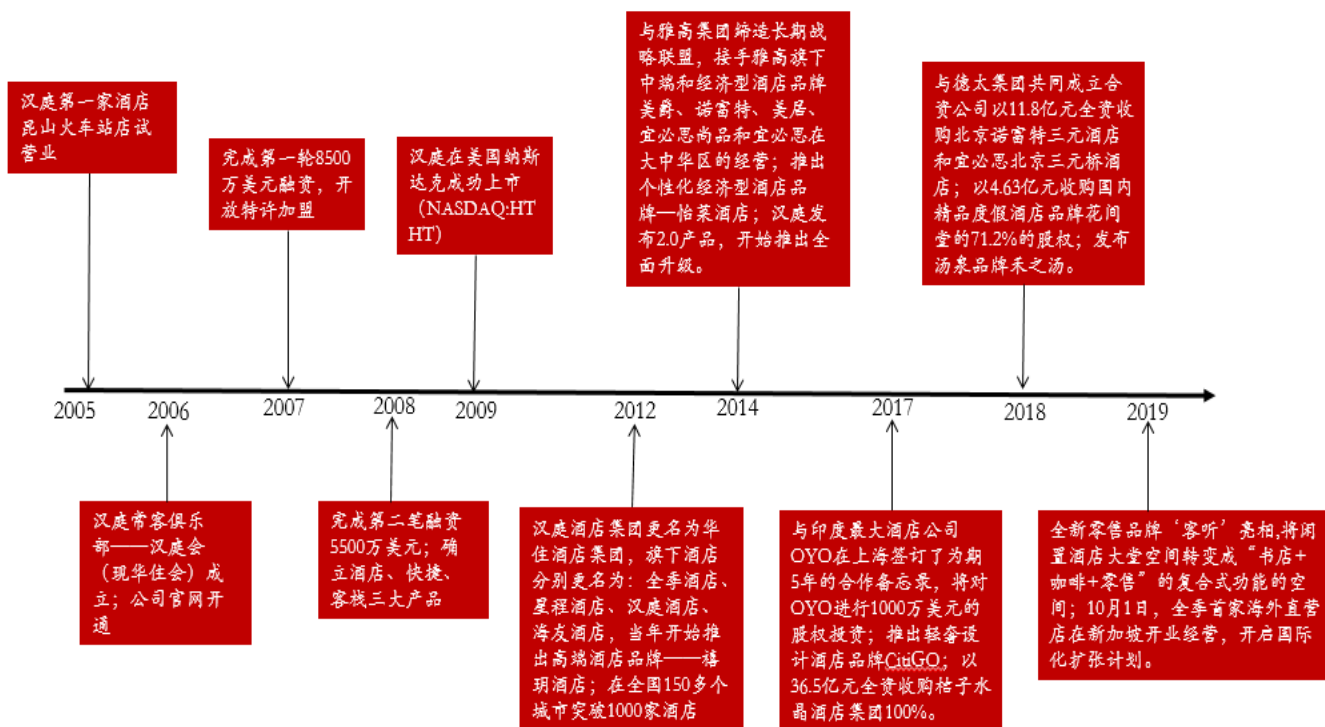 汉庭第一家酒店
昆山火车站店试
营业
完成第一轮8500
万美元融资，开
放特许加盟
汉庭在美国纳斯
达克成功上市
（NASDAQ:HT
HT）
与雅高集团缔造长期战
略联盟，接手雅高旗下
中端和经济型酒店品牌
美爵、诺富特、美居、
宜必思尚品和宜必思在
大中华区的经营；推出
个性化经济型酒店品
牌—怡莱酒店；汉庭发
布2.0产品，开始推出全
面升级。
与德太集团共同成立合
资公司以11.8亿元全资收
购北京诺富特三元酒店
和宜必思北京三元桥酒
店；以4.63亿元收购国内
精品度假酒店品牌花间
堂的71.2%的股权；发布
汤泉品牌禾之汤。
2005 2006 2007 2008 2009 2012 2014 2017 2018 2019
汉庭常客俱乐
部——汉庭会
（现华住会）成
立；公司官网开
通
完成第二笔融资
5500万美元；确
立酒店、快捷、
客栈三大产品
汉庭酒店集团更名为华
住酒店集团，旗下酒店
分别更名为：全季酒店、
星程酒店、汉庭酒店、
海友酒店，当年开始推
出高端酒店品牌——禧
玥酒店；在全国150多个
城市突破1000家酒店
与印度最大酒店公司
OYO在上海签订了为期
5年的合作备忘录，将对
OYO进行1000万美元的
股权投资；推出轻奢设
计酒店品牌CitiGO；以
36.5亿元全资收购桔子水
晶酒店集团100%。
全新零售品牌‘客听’亮相,将闲
置酒店大堂空间转变成“书店+
咖啡+零售”的复合式功能的空
间；10月1日，全季首家海外直营
店在新加坡开业经营，开启国际
化扩张计划。